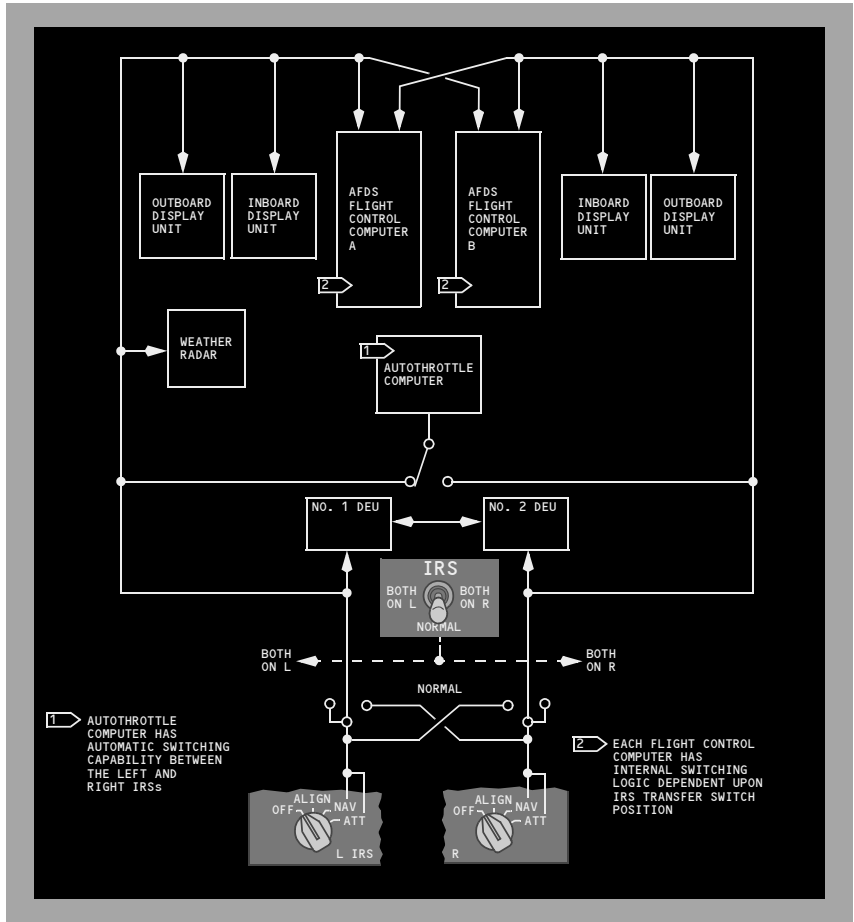 OUTBOARD
DISPLAY
UNIT
INBOARD
DISPLAY
UNIT
AFDS
FLIGHT
CONTROL
COMPUTER
A
2
AFDS
FLIGHT
CONTROL
COMPUTER
B
2
INBOARD
DISPLAY
UNIT
OUTBOARD
DISPLAY
UNIT
WEATHER
RADAR
1
AUTOTHROTTLE
COMPUTER
NO. 1 DEU
NO. 2 DEU
IRS
BOTH
ON L
BOTH
ON R
NORMAL
BOTH
ON L
BOTH
ON R
NORMAL
1
AUTOTHROTTLE
COMPUTER HAS
AUTOMATIC SWITCHING
CAPABILITY BETWEEN
THE LEFT AND
RIGHT IRSs
2
EACH FLIGHT CONTROL
COMPUTER HAS
INTERNAL SWITCHING
LOGIC DEPENDENT UPON
IRS TRANSFER SWITCH
POSITION
ALIGN
OFF
NAV
ATT
L IRS
ALIGN
OFF
NAV
ATT
R